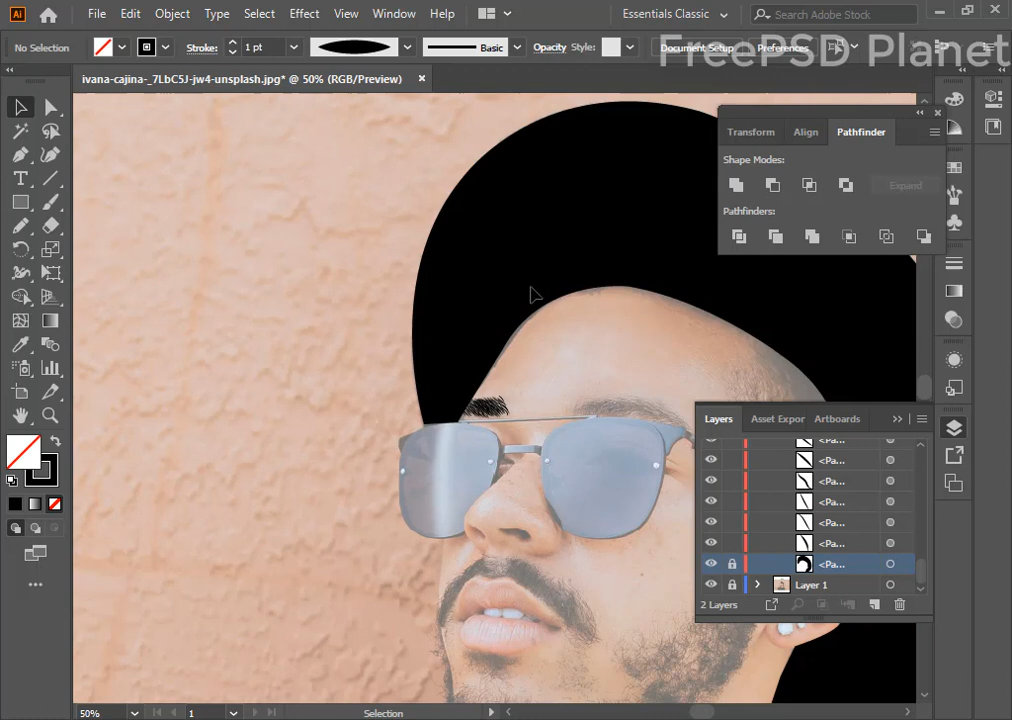 Ai File Edit Object Type Select Effect View Window Help Essentials Classic Search Adobe Stock
No Selection Stroke: 1 pt Basic Opacity Style: Document Setup Preferences
FreePSD Planet
ivana-cajina-_7LbC5J-jw4-unsplash.jpg* @ 50% (RGB/Preview)
Transform Align Pathfinder
Shape Modes:
Expand
Pathfinders:
Layers Asset Expor Artboards
<Pa...
<Pa...
<Pa...
<Pa...
<Pa...
<Pa...
<Pa...
Layer 1
2 Layers
50% 1 Selection